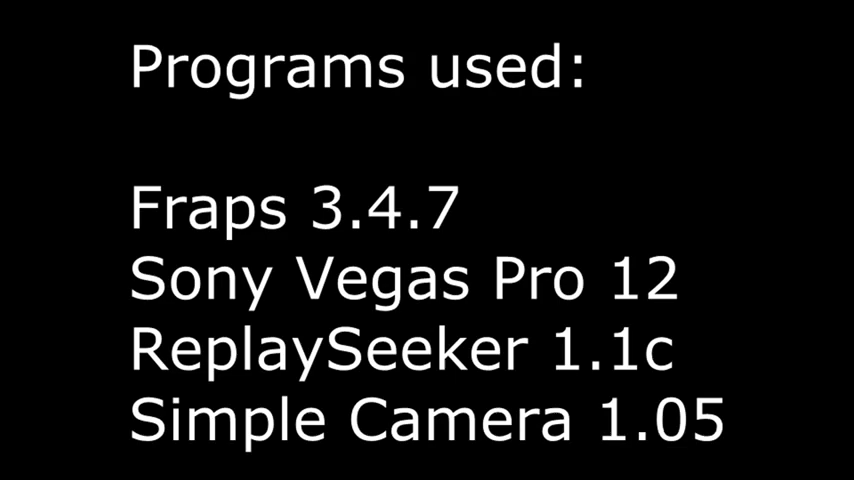 Programs used:
Fraps 3.4.7
Sony Vegas Pro 12
ReplaySeeker 1.1c
Simple Camera 1.05